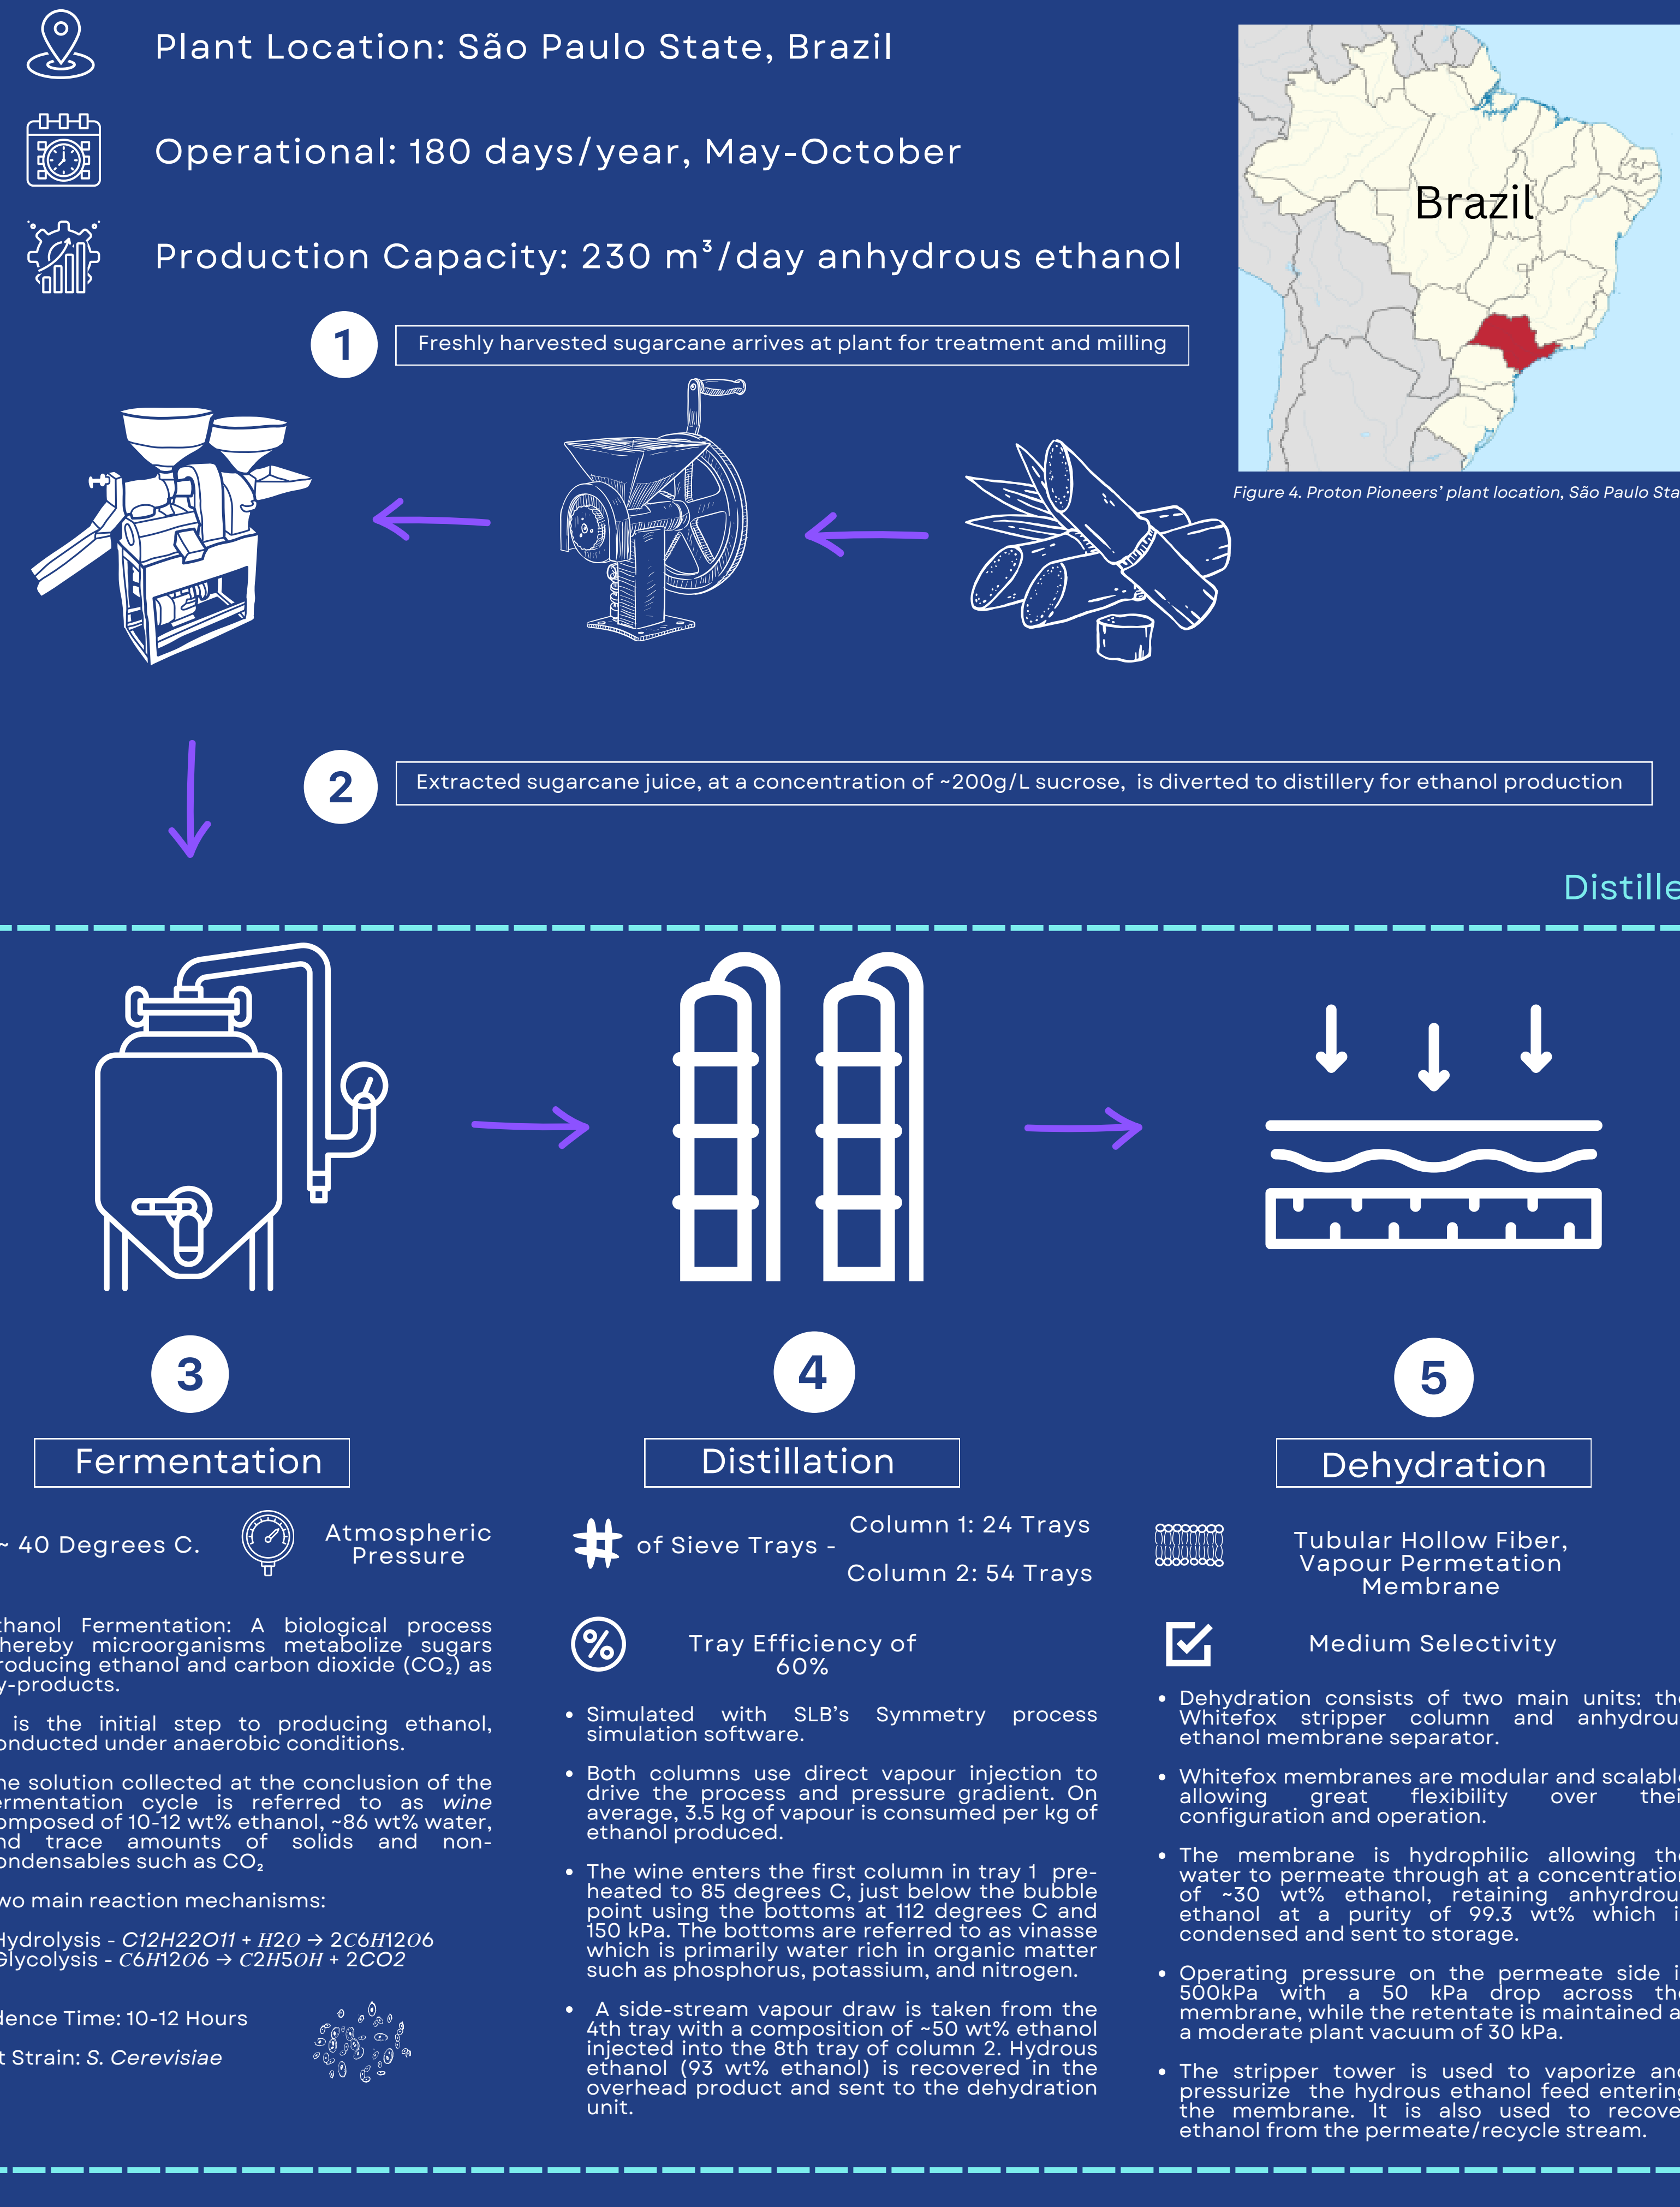 Plant Location: São Paulo State, Brazil
Operational: 180 days/year, May-October
Production Capacity: 230 m³/day anhydrous ethanol
Brazil
Figure 4. Proton Pioneers’ plant location, São Paulo Sta
1
Freshly harvested sugarcane arrives at plant for treatment and milling
2
Extracted sugarcane juice, at a concentration of ~200g/L sucrose, is diverted to distillery for ethanol production
Distille
3
Fermentation
~ 40 Degrees C.
Atmospheric
Pressure
thanol Fermentation: A biological process
hereby microorganisms metabolize sugars
roducing ethanol and carbon dioxide (CO₂) as
y-products.
is the initial step to producing ethanol,
onducted under anaerobic conditions.
he solution collected at the conclusion of the
ermentation cycle is referred to as wine
omposed of 10-12 wt% ethanol, ~86 wt% water,
nd trace amounts of solids and non-
ondensables such as CO₂
wo main reaction mechanisms:
Hydrolysis - C12H22O11 + H2O → 2C6H12O6
Glycolysis - C6H12O6 → C2H5OH + 2CO2
dence Time: 10-12 Hours
t Strain: S. Cerevisiae
4
Distillation
# of Sieve Trays -
Column 1: 24 Trays
Column 2: 54 Trays
%
Tray Efficiency of
60%
• Simulated with SLB’s Symmetry process
simulation software.
• Both columns use direct vapour injection to
drive the process and pressure gradient. On
average, 3.5 kg of vapour is consumed per kg of
ethanol produced.
• The wine enters the first column in tray 1 pre-
heated to 85 degrees C, just below the bubble
point using the bottoms at 112 degrees C and
150 kPa. The bottoms are referred to as vinasse
which is primarily water rich in organic matter
such as phosphorus, potassium, and nitrogen.
• A side-stream vapour draw is taken from the
4th tray with a composition of ~50 wt% ethanol
injected into the 8th tray of column 2. Hydrous
ethanol (93 wt% ethanol) is recovered in the
overhead product and sent to the dehydration
unit.
5
Dehydration
Tubular Hollow Fiber,
Vapour Permetation
Membrane
Medium Selectivity
• Dehydration consists of two main units: the
Whitefox stripper column and anhydrou
ethanol membrane separator.
• Whitefox membranes are modular and scalable
allowing great flexibility over thei
configuration and operation.
• The membrane is hydrophilic allowing the
water to permeate through at a concentration
of ~30 wt% ethanol, retaining anhyrdrou
ethanol at a purity of 99.3 wt% which i
condensed and sent to storage.
• Operating pressure on the permeate side i
500kPa with a 50 kPa drop across the
membrane, while the retentate is maintained a
a moderate plant vacuum of 30 kPa.
• The stripper tower is used to vaporize and
pressurize the hydrous ethanol feed entering
the membrane. It is also used to recove
ethanol from the permeate/recycle stream.